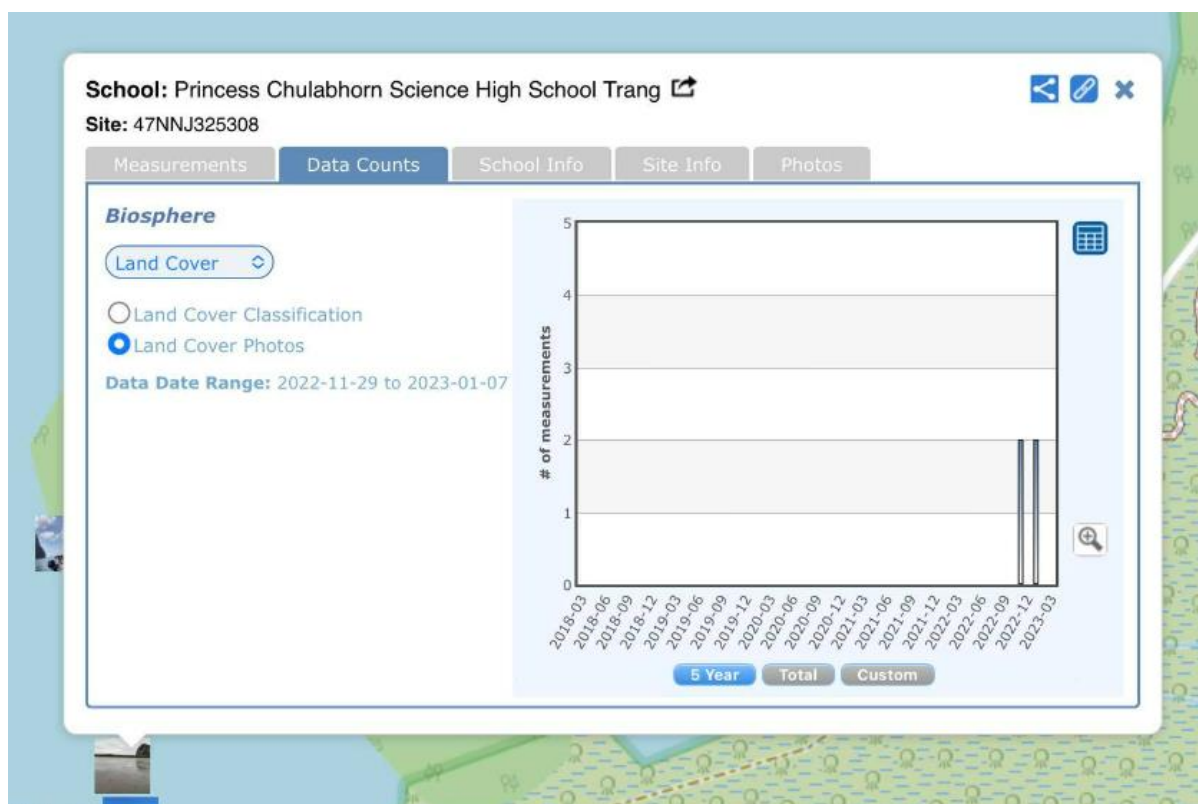 School: Princess Chulabhorn Science High School Trang
Site: 47NNJ325308
Measurements Data Counts School Info Site Info Photos
Biosphere
Land Cover
Land Cover Classification
Land Cover Photos
Data Date Range: 2022-11-29 to 2023-01-07
# of measurements
5
4
3
2
1
0
2018-03 2018-06 2018-09 2018-12 2019-03 2019-06 2019-09 2019-12 2020-03 2020-06 2020-09 2020-12 2021-03 2021-06 2021-09 2021-12 2022-03 2022-06 2022-09 2022-12 2023-03
5 Year Total Custom